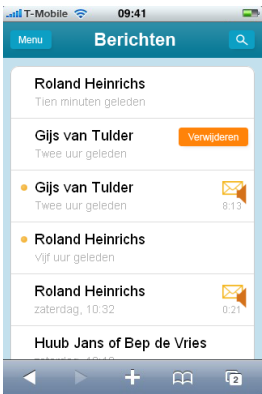 T-Mobile 09:41
Menu Berichten
Roland Heinrichs
Tien minuten geleden
Gijs van Tulder
Verwijderen
Twee uur geleden
Gijs van Tulder
Twee uur geleden
8:13
Roland Heinrichs
vijf uur geleden
Roland Heinrichs
zaterdag, 10:32
0:21
Huub Jans of Bep de Vries
2